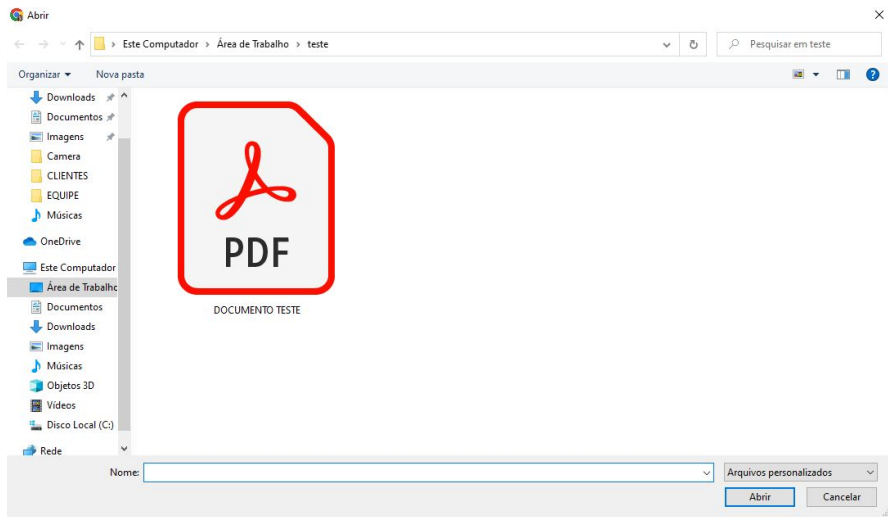 Abrir
Este Computador > Área de Trabalho > teste
Pesquisar em teste
Organizar
Nova pasta
Downloads
Documentos
Imagens
Camera
CLIENTES
EQUIPE
Músicas
OneDrive
Este Computador
Área de Trabalho
Documentos
Downloads
Imagens
Músicas
Objetos 3D
Vídeos
Disco Local (C:)
Rede
PDF
DOCUMENTO TESTE
Nome:
Arquivos personalizados
Abrir
Cancelar